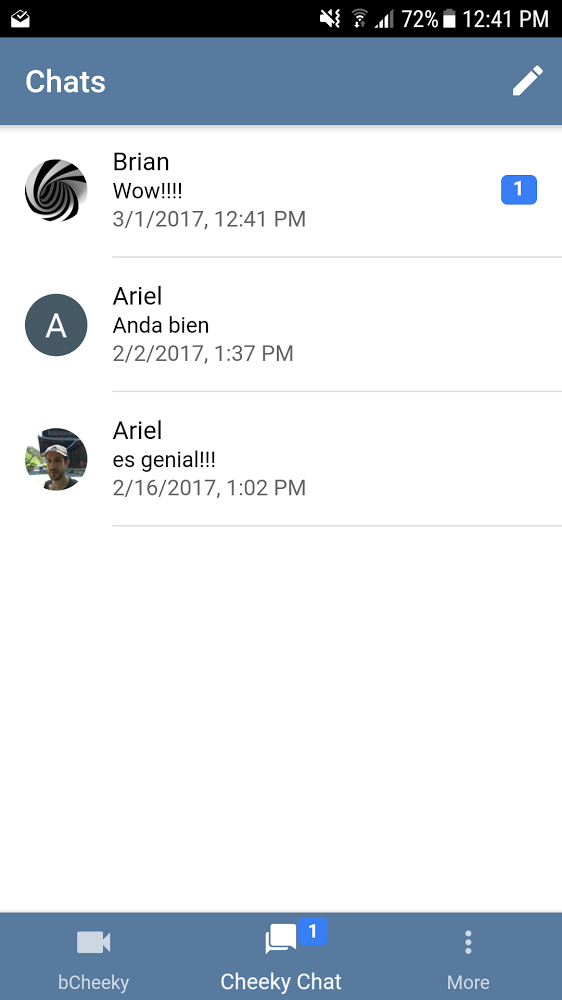 72% 12:41 PM
Chats
Brian
Wow!!!!
1
3/1/2017, 12:41 PM
A
Ariel
Anda bien
2/2/2017, 1:37 PM
Ariel
es genial!!!
2/16/2017, 1:02 PM
1
bCheeky
Cheeky Chat
More